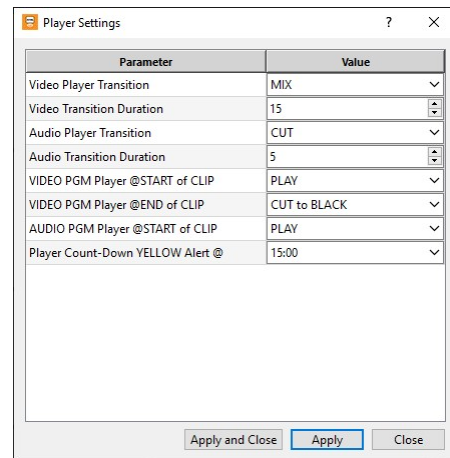 Player Settings ? ×
Parameter Value
Video Player Transition MIX
Video Transition Duration 15
Audio Player Transition CUT
Audio Transition Duration 5
VIDEO PGM Player @START of CLIP PLAY
VIDEO PGM Player @END of CLIP CUT to BLACK
AUDIO PGM Player @START of CLIP PLAY
Player Count-Down YELLOW Alert @ 15:00
Apply and Close Apply Close